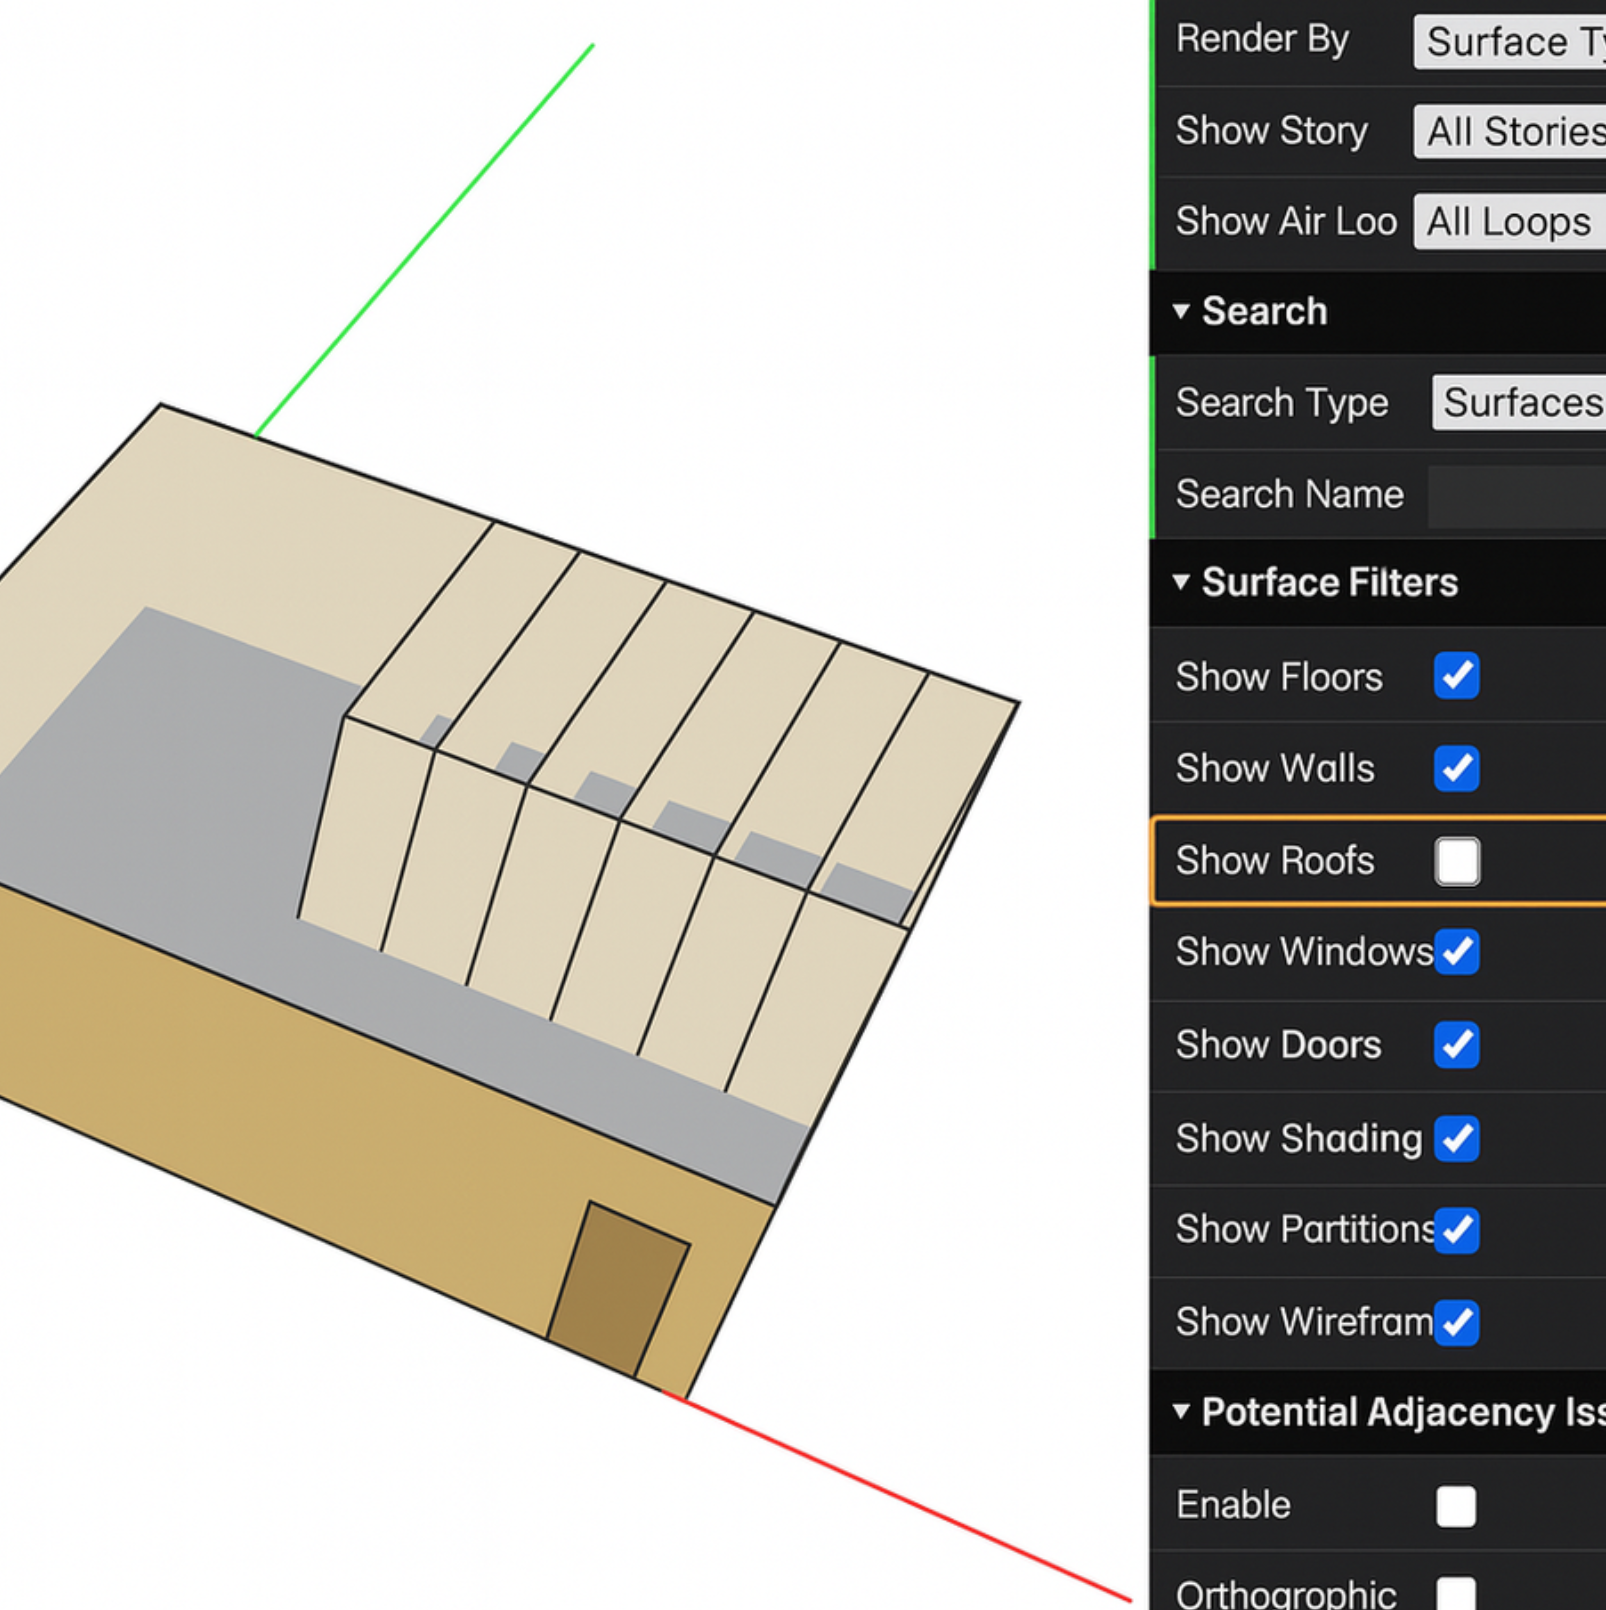 Render By Surface Ty
Show Story All Stories
Show Air Loo All Loops
Search
Search Type Surfaces
Search Name
Surface Filters
Show Floors
Show Walls
Show Roofs
Show Windows
Show Doors
Show Shading
Show Partitions
Show Wirefram
Potential Adjacency Iss
Enable
Orthographic